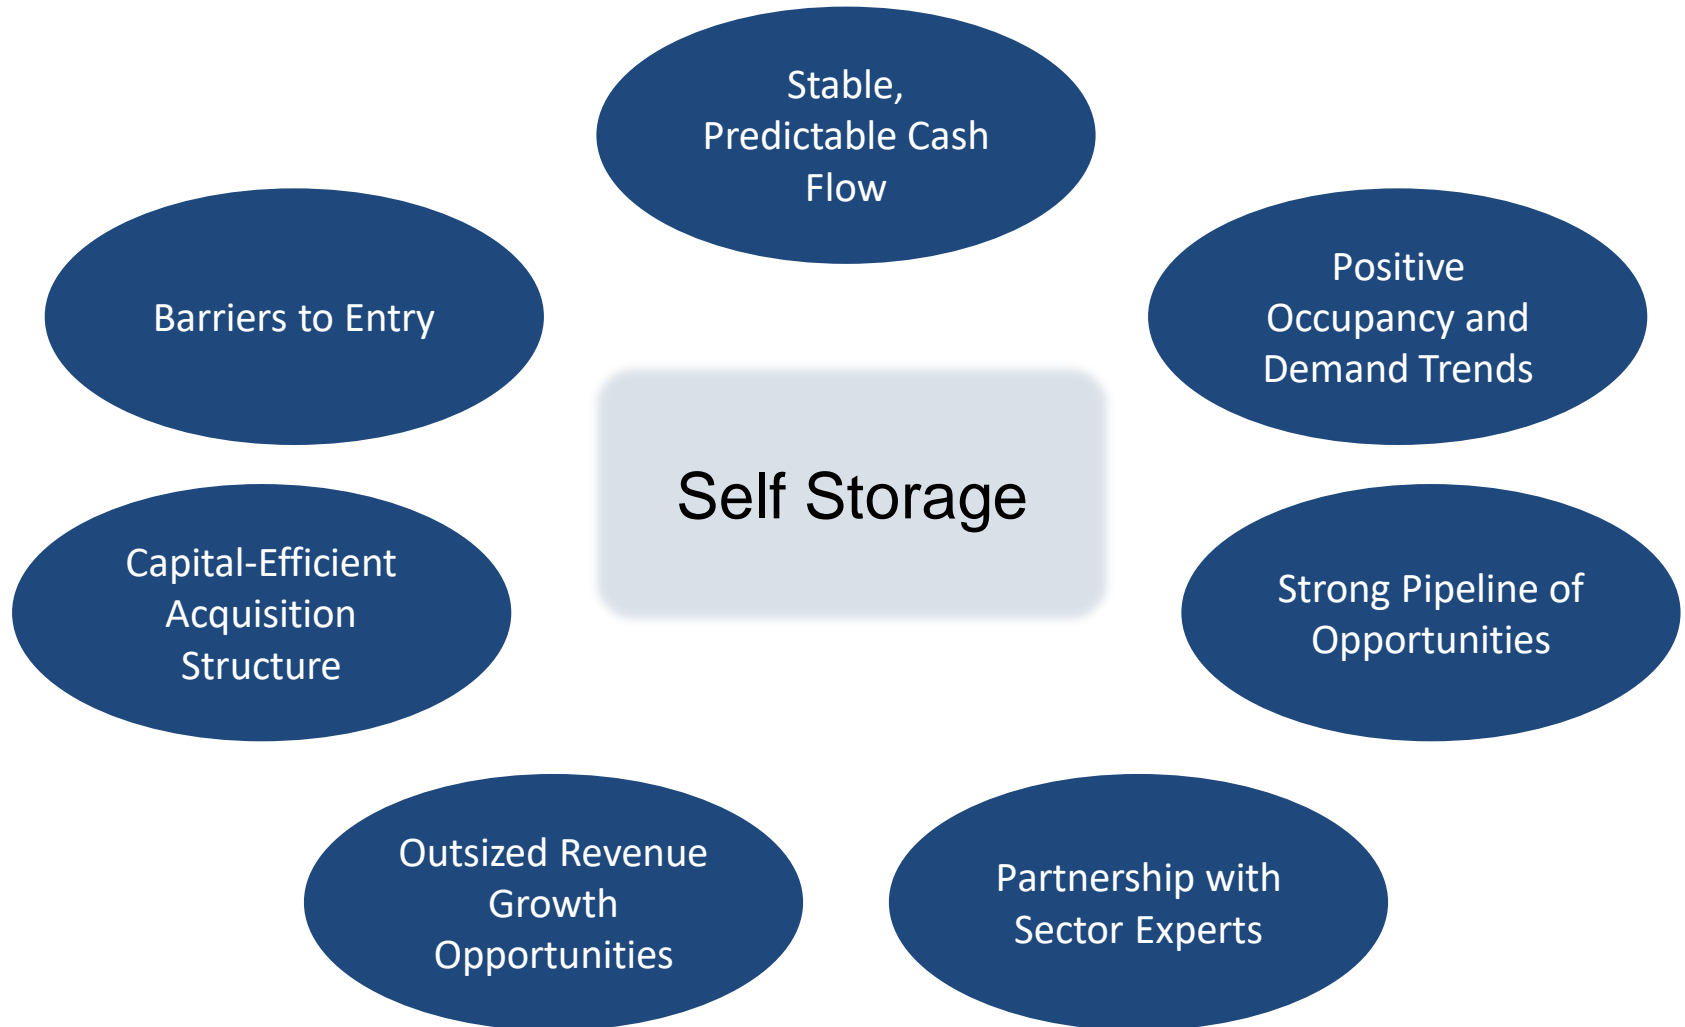 Stable,
Predictable Cash
Flow
Positive
Occupancy and
Demand Trends
Strong Pipeline of
Opportunities
Partnership with
Sector Experts
Outsized Revenue
Growth
Opportunities
Capital-Efficient
Acquisition
Structure
Barriers to Entry
Self Storage